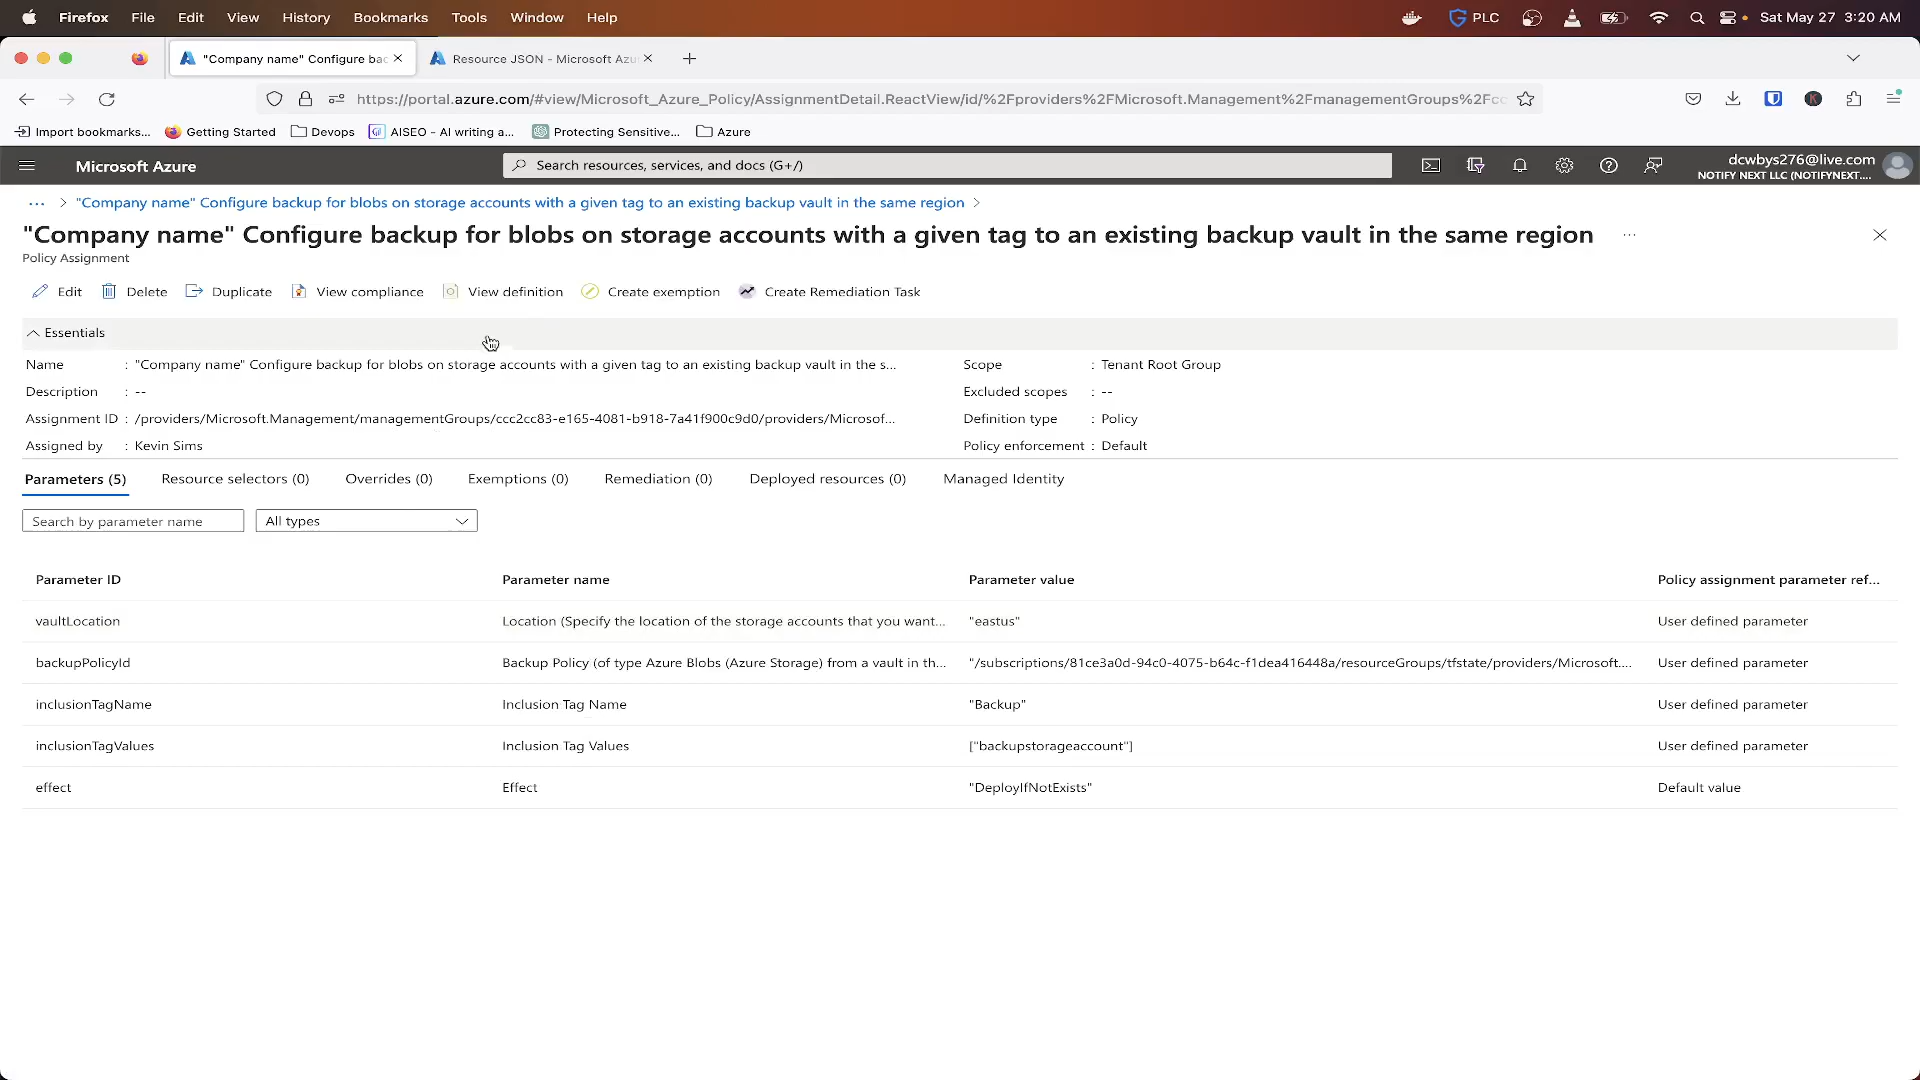 Firefox File Edit View History Bookmarks Tools Window Help PLC Sat May 27 3:20 AM
"Company name" Configure bac Resource JSON - Microsoft Azu
https://portal.azure.com/#view/Microsoft_Azure_Policy/AssignmentDetail.ReactView/id/%2Fproviders%2FMicrosoft.Management%2FmanagementGroups%2Fcc
Import bookmarks... Getting Started Devops AISEO - AI writing a... Protecting Sensitive... Azure
Microsoft Azure Search resources, services, and docs (G+/) dcwbys276@live.com
NOTIFY NEXT LLC (NOTIFYNEXT....
... > "Company name" Configure backup for blobs on storage accounts with a given tag to an existing backup vault in the same region >
"Company name" Configure backup for blobs on storage accounts with a given tag to an existing backup vault in the same region ...
Policy Assignment
Edit Delete Duplicate View compliance View definition Create exemption Create Remediation Task
Essentials
Name : "Company name" Configure backup for blobs on storage accounts with a given tag to an existing backup vault in the s... Scope : Tenant Root Group
Description : -- Excluded scopes : --
Assignment ID : /providers/Microsoft.Management/managementGroups/ccc2cc83-e165-4081-b918-7a41f900c9d0/providers/Microsof... Definition type : Policy
Assigned by : Kevin Sims Policy enforcement : Default
Parameters (5) Resource selectors (0) Overrides (0) Exemptions (0) Remediation (0) Deployed resources (0) Managed Identity
Search by parameter name All types
Parameter ID Parameter name Parameter value Policy assignment parameter ref...
vaultLocation Location (Specify the location of the storage accounts that you want... "eastus" User defined parameter
backupPolicyId Backup Policy (of type Azure Blobs (Azure Storage) from a vault in th... "/subscriptions/81ce3a0d-94c0-4075-b64c-f1dea416448a/resourceGroups/tfstate/providers/Microsoft.... User defined parameter
inclusionTagName Inclusion Tag Name "Backup" User defined parameter
inclusionTagValues Inclusion Tag Values ["backupstorageaccount"] User defined parameter
effect Effect "DeployIfNotExists" Default value